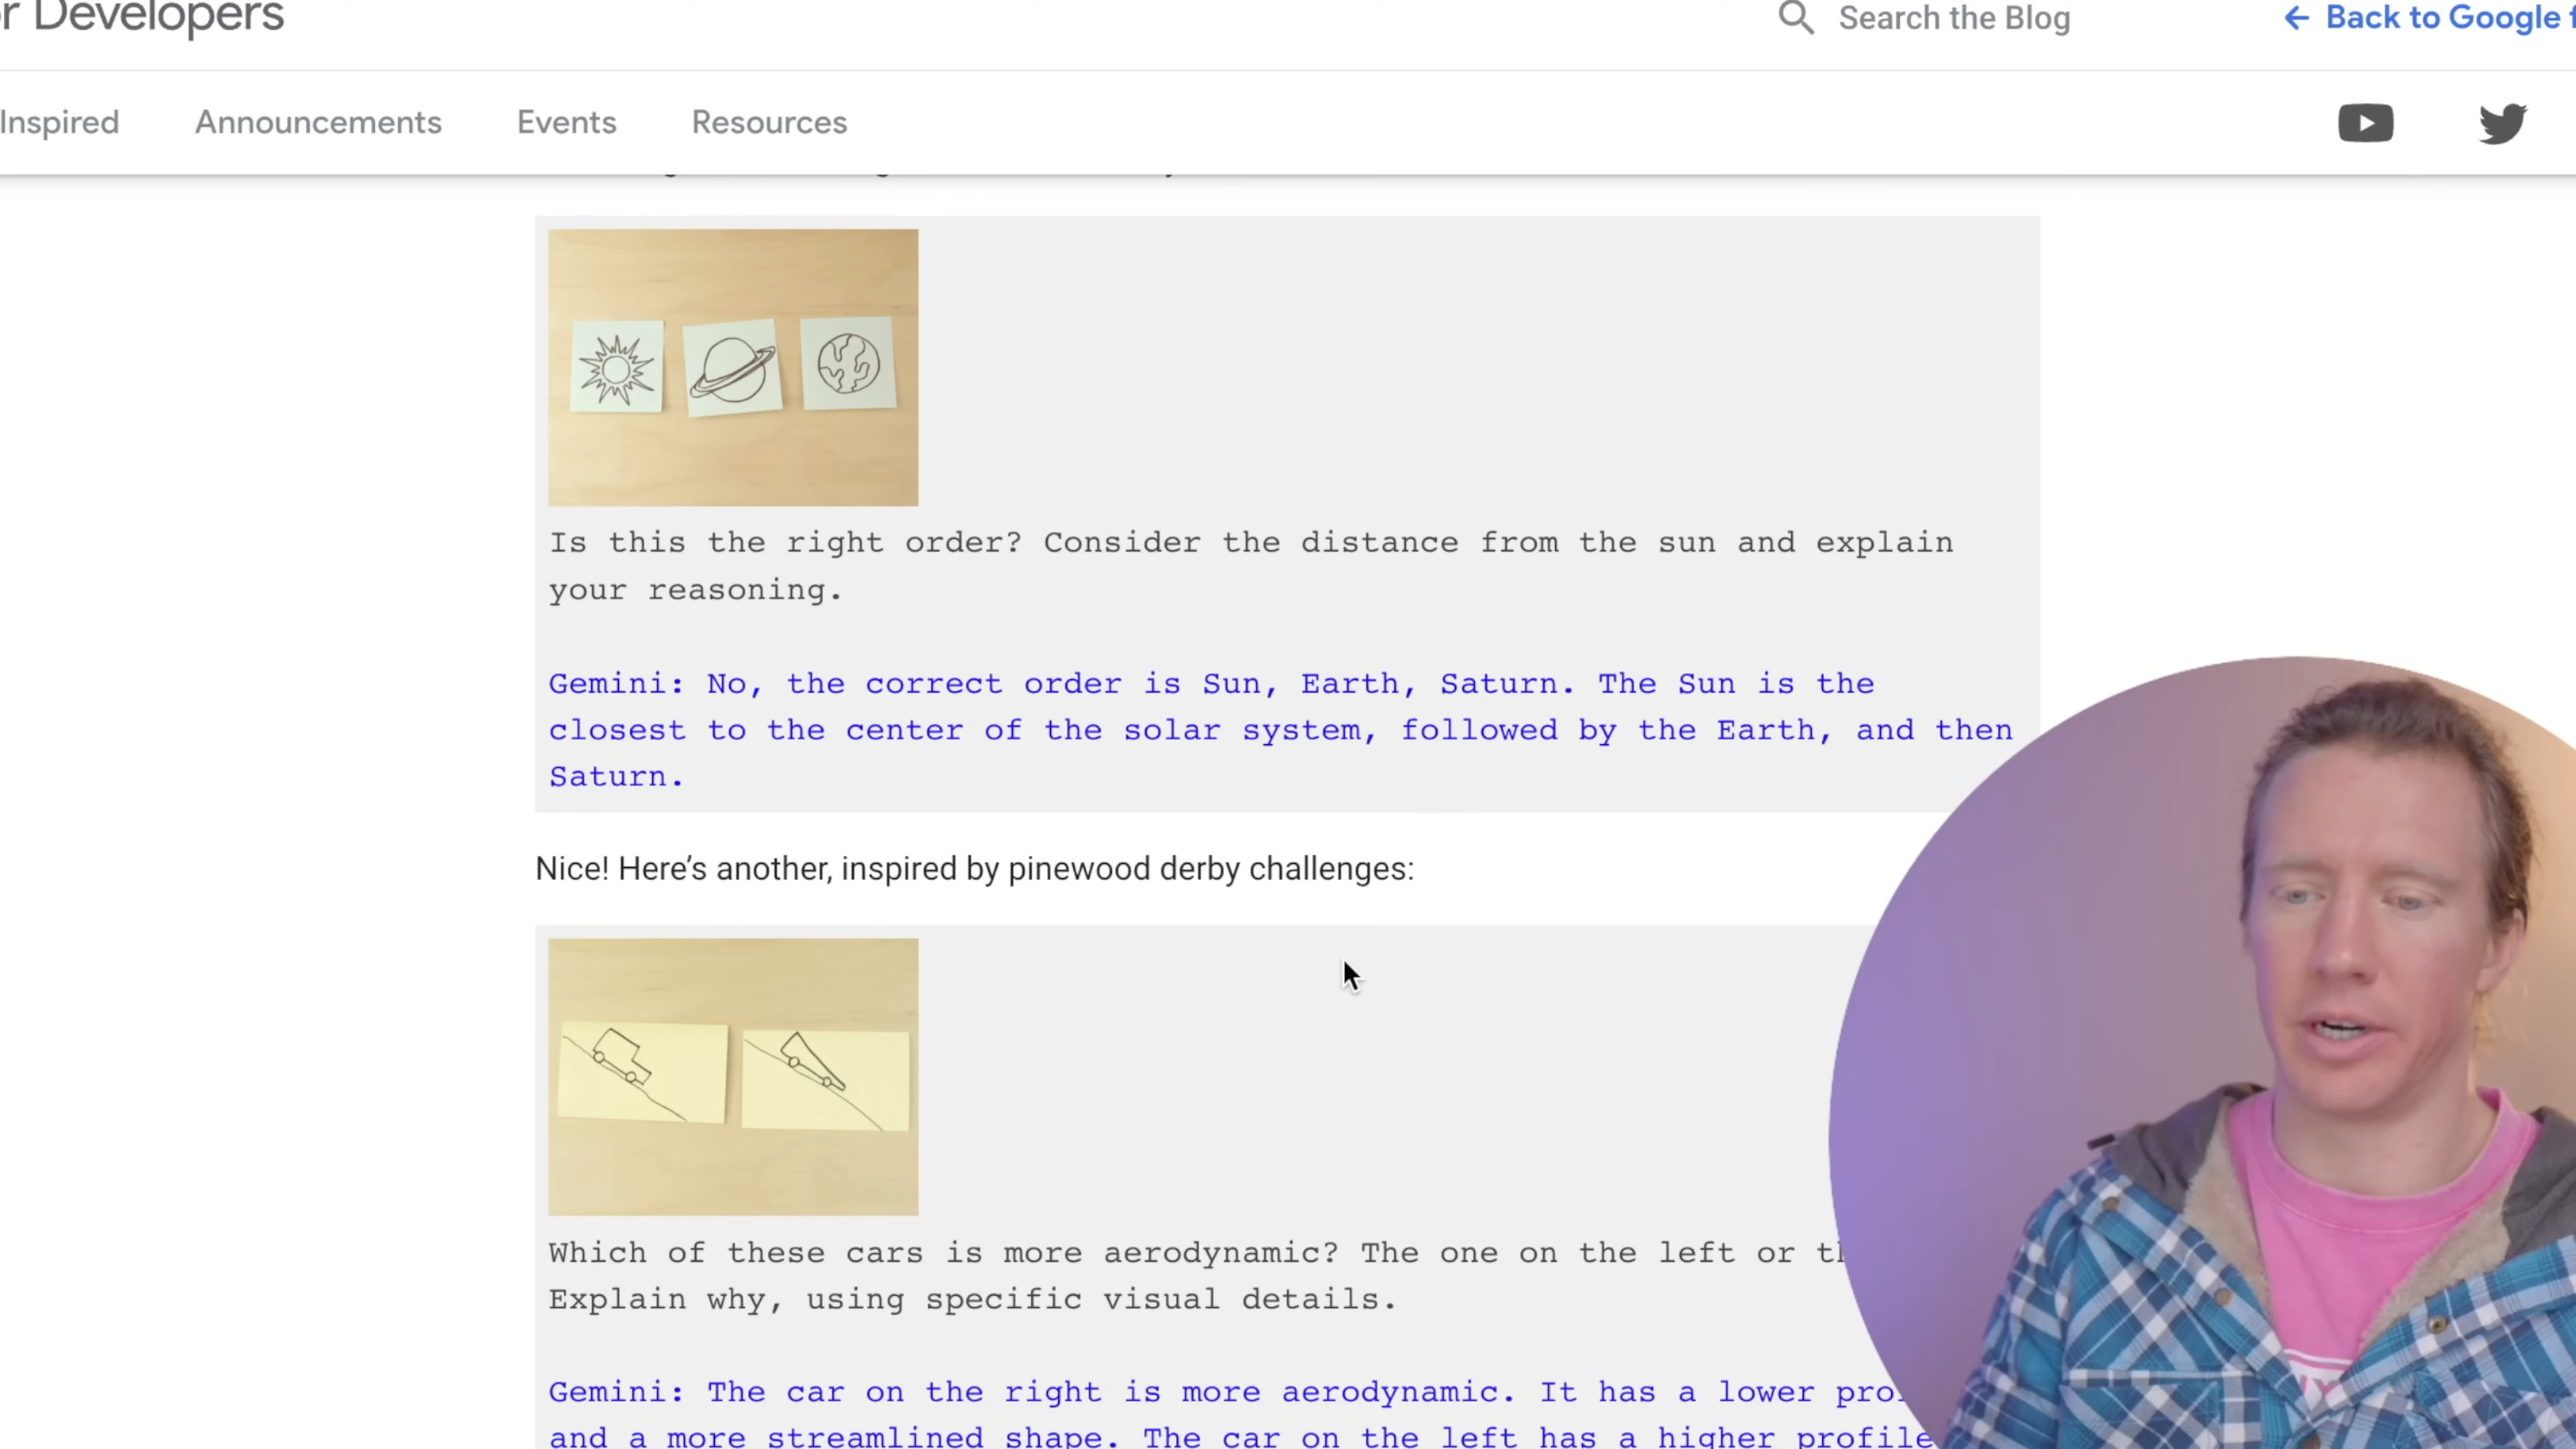 r Developers
Search the Blog
← Back to Google f
Inspired
Announcements
Events
Resources
Is this the right order? Consider the distance from the sun and explain
your reasoning.
Gemini: No, the correct order is Sun, Earth, Saturn. The Sun is the
closest to the center of the solar system, followed by the Earth, and then
Saturn.
Nice! Here’s another, inspired by pinewood derby challenges:
Which of these cars is more aerodynamic? The one on the left or th
Explain why, using specific visual details.
Gemini: The car on the right is more aerodynamic. It has a lower pro
and a more streamlined shape. The car on the left has a higher profile